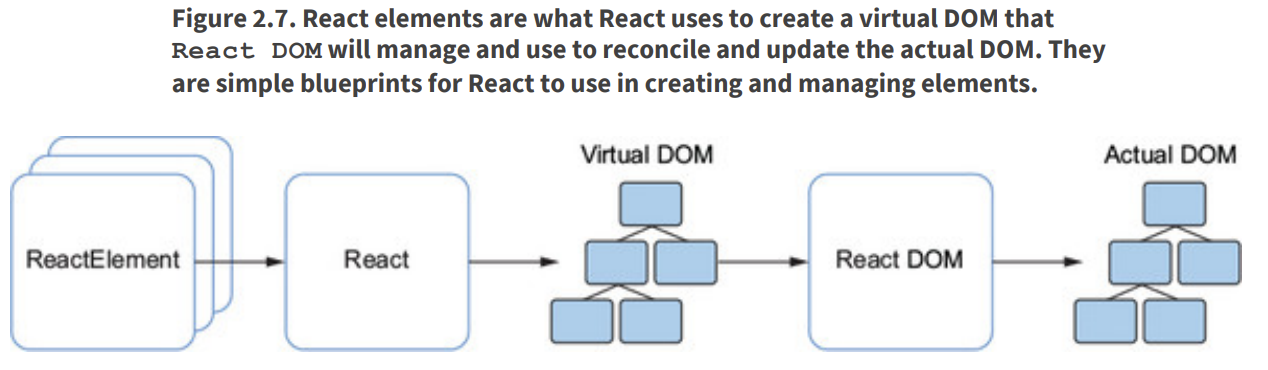 Figure 2.7. React elements are what React uses to create a virtual DOM that
React DOM will manage and use to reconcile and update the actual DOM. They
are simple blueprints for React to use in creating and managing elements.
Virtual DOM
Actual DOM
ReactElement
React
React DOM